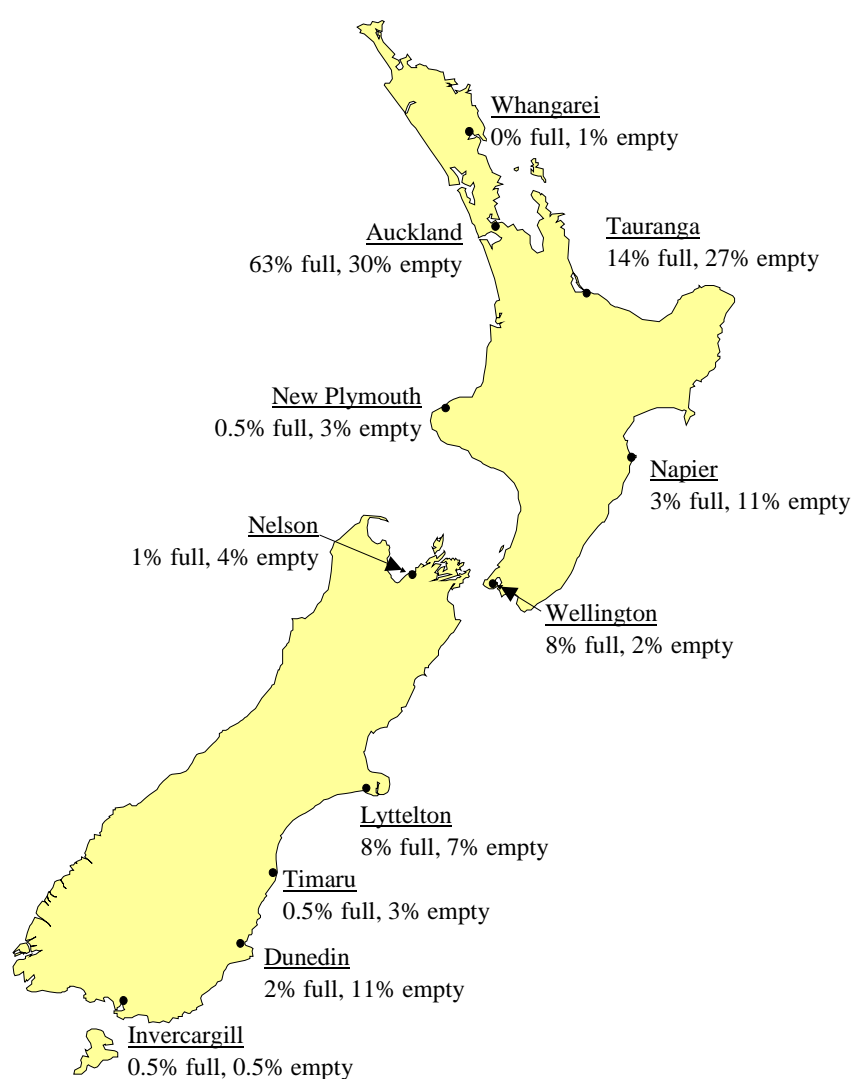 Whangarei
0% full, 1% empty
Auckland
63% full, 30% empty
Tauranga
14% full, 27% empty
New Plymouth
0.5% full, 3% empty
Napier
3% full, 11% empty
Nelson
1% full, 4% empty
Wellington
8% full, 2% empty
Lyttelton
8% full, 7% empty
Timaru
0.5% full, 3% empty
Dunedin
2% full, 11% empty
Invercargill
0.5% full, 0.5% empty